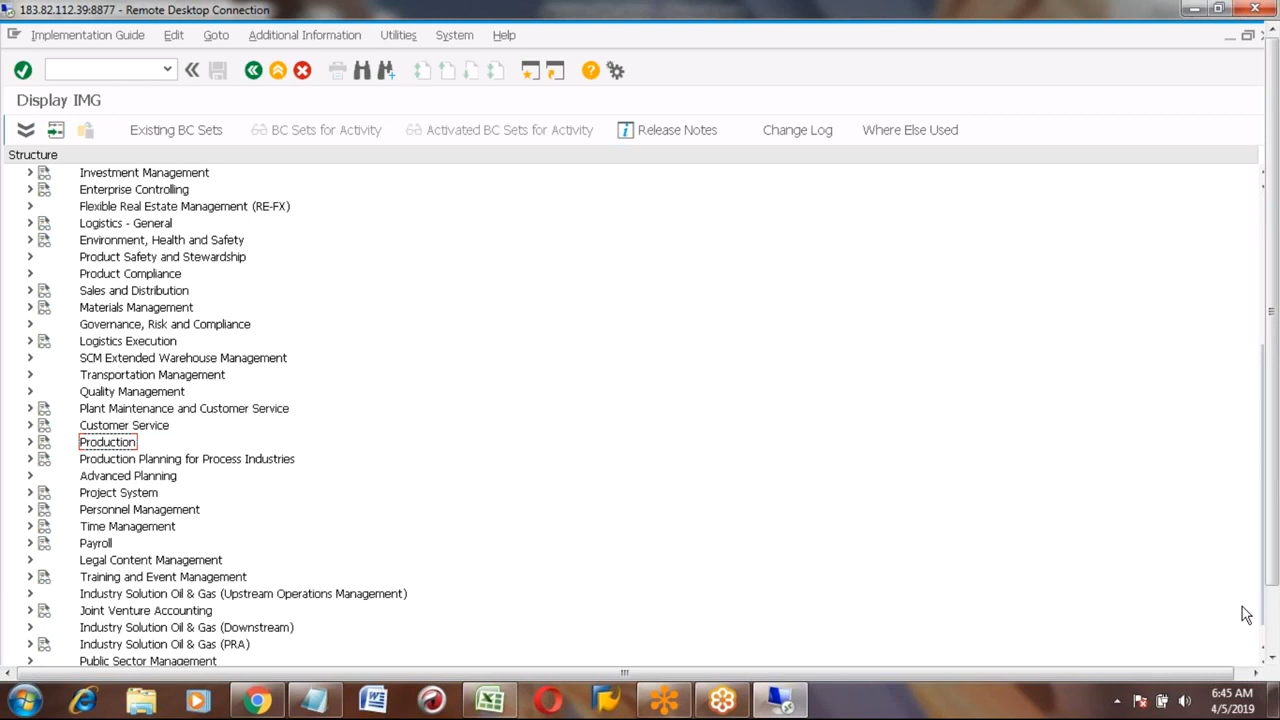 183.82.112.39:8877 - Remote Desktop Connection
Implementation Guide Edit Goto Additional Information Utilities System Help
Display IMG
Existing BC Sets BC Sets for Activity Activated BC Sets for Activity Release Notes Change Log Where Else Used
Structure
Investment Management
Enterprise Controlling
Flexible Real Estate Management (RE-FX)
Logistics - General
Environment, Health and Safety
Product Safety and Stewardship
Product Compliance
Sales and Distribution
Materials Management
Governance, Risk and Compliance
Logistics Execution
SCM Extended Warehouse Management
Transportation Management
Quality Management
Plant Maintenance and Customer Service
Customer Service
Production
Production Planning for Process Industries
Advanced Planning
Project System
Personnel Management
Time Management
Payroll
Legal Content Management
Training and Event Management
Industry Solution Oil & Gas (Upstream Operations Management)
Joint Venture Accounting
Industry Solution Oil & Gas (Downstream)
Industry Solution Oil & Gas (PRA)
Public Sector Management
6:45 AM
4/5/2019